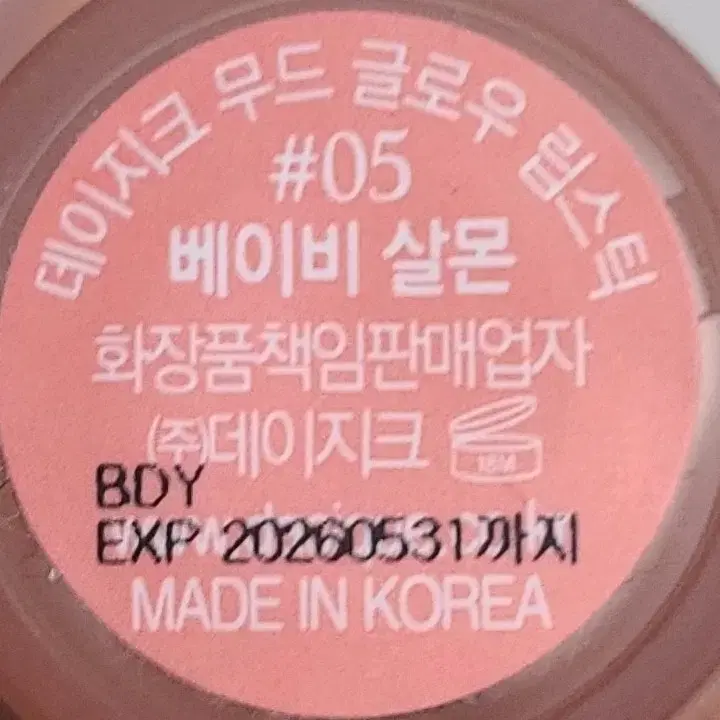 데이지크 무드 글로우 립스틱
#05
베이비 살몬
화장품책임판매업자
(주)데이지크
18M
BDY
EXP 20260531까지
MADE IN KOREA